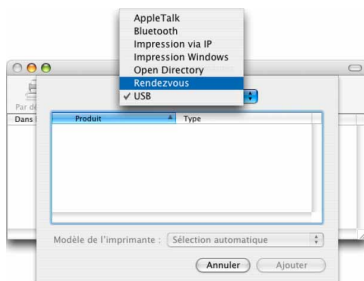 AppleTalk
Bluetooth
Impression via IP
Impression Windows
Open Directory
Rendezvous
✓ USB
Par dé
Dans
Produit Type
Modèle de l'imprimante : Sélection automatique
Annuler Ajouter